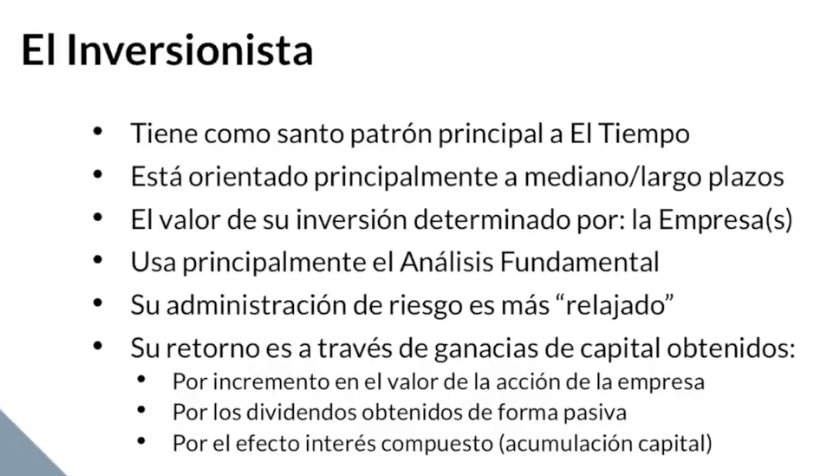 El Inversionista
• Tiene como santo patrón principal a El Tiempo
• Está orientado principalmente a mediano/largo plazos
• El valor de su inversión determinado por: la Empresa(s)
• Usa principalmente el Análisis Fundamental
• Su administración de riesgo es más “relajado”
• Su retorno es a través de ganacias de capital obtenidos:
• Por incremento en el valor de la acción de la empresa
• Por los dividendos obtenidos de forma pasiva
• Por el efecto interés compuesto (acumulación capital)